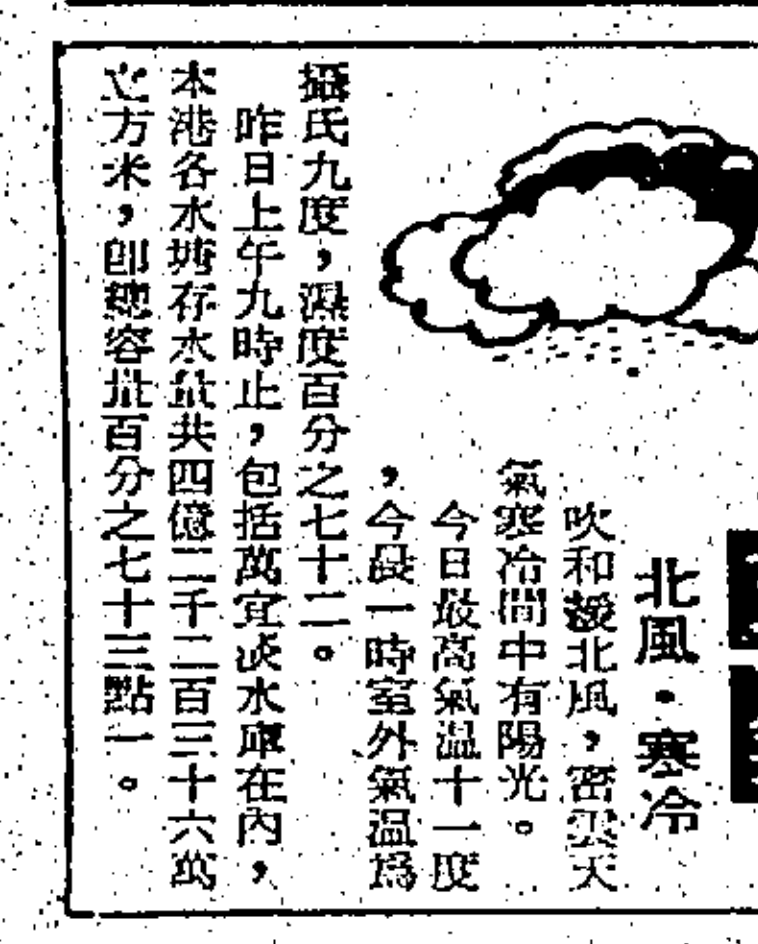 北風·寒冷
吹和緩北風，密雲天
氣寒冷間中有陽光。
今日最高氣温十一度
，今晨一時室外氣温爲
攝氏九度，濕度百分之七十二。
昨日上午九時止，包括萬宜淡水庫在內，
本港各水塘存水量共四億二千二百三十六萬
立方米，即總容量百分之七十三點一。